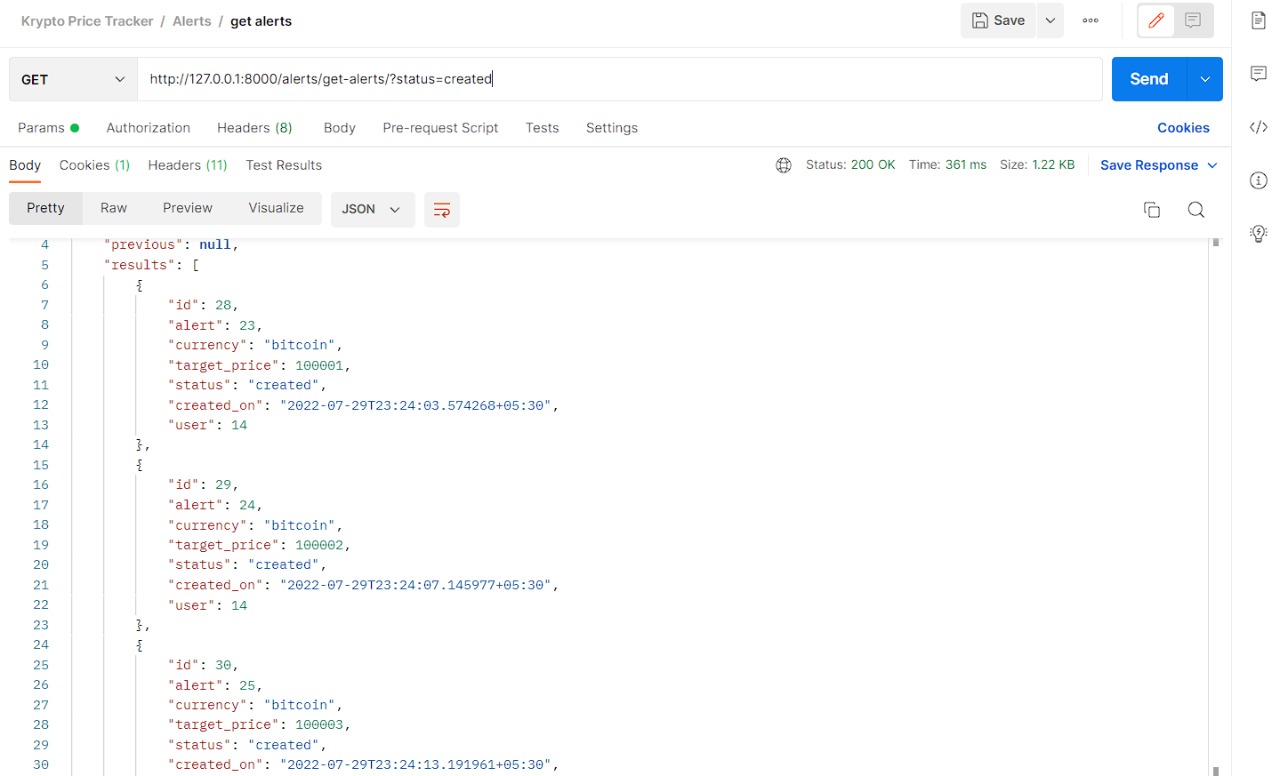 Krypto Price Tracker / Alerts / get alerts
Save
GET
http://127.0.0.1:8000/alerts/get-alerts/?status=created
Send
Params Authorization Headers (8) Body Pre-request Script Tests Settings Cookies
Body Cookies (1) Headers (11) Test Results Status: 200 OK Time: 361 ms Size: 1.22 KB Save Response
Pretty Raw Preview Visualize JSON
4 "previous": null,
5 "results": [
6 {
7 "id": 28,
8 "alert": 23,
9 "currency": "bitcoin",
10 "target_price": 100001,
11 "status": "created",
12 "created_on": "2022-07-29T23:24:03.574268+05:30",
13 "user": 14
14 },
15 {
16 "id": 29,
17 "alert": 24,
18 "currency": "bitcoin",
19 "target_price": 100002,
20 "status": "created",
21 "created_on": "2022-07-29T23:24:07.145977+05:30",
22 "user": 14
23 },
24 {
25 "id": 30,
26 "alert": 25,
27 "currency": "bitcoin",
28 "target_price": 100003,
29 "status": "created",
30 "created_on": "2022-07-29T23:24:13.191961+05:30",